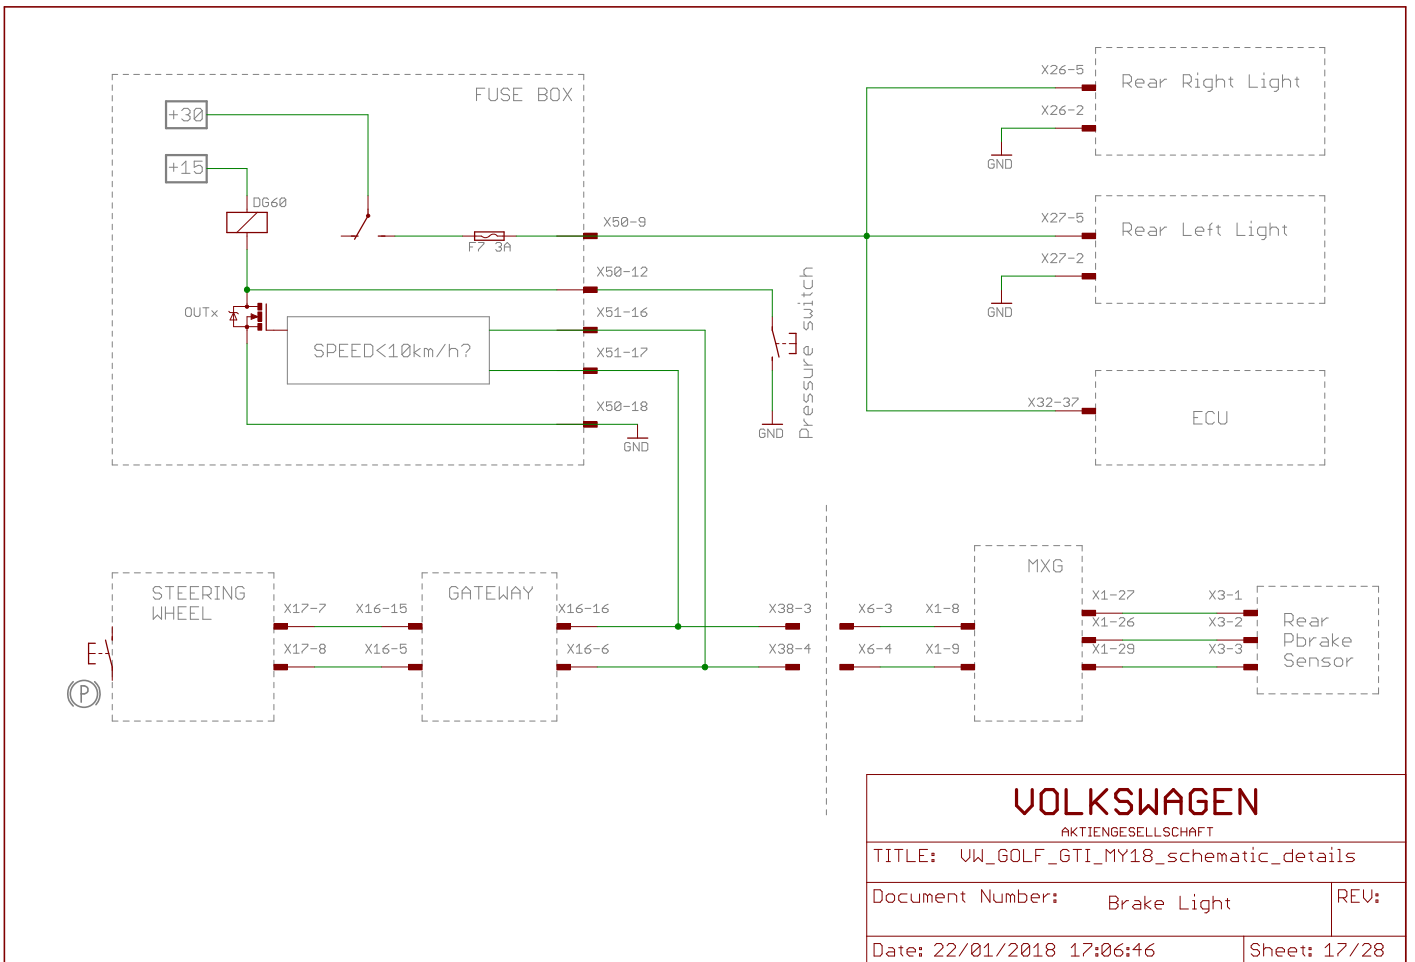 FUSE BOX
+30
+15
DG60
F7 3A
X50-9
X50-12
X51-16
X51-17
X50-18
OUTx
SPEED<10km/h?
GND
GND
Pressure switch
X26-5
X26-2
Rear Right Light
GND
X27-5
X27-2
Rear Left Light
GND
X32-37
ECU
STEERING
WHEEL
(P)
X17-7
X17-8
X16-15
X16-5
GATEWAY
X16-16
X16-6
X38-3
X38-4
X6-3
X6-4
X1-8
X1-9
MXG
X1-27
X1-26
X1-29
X3-1
X3-2
X3-3
Rear
Pbrake
Sensor
VOLKSWAGEN
AKTIENGESELLSCHAFT
TITLE: VW_GOLF_GTI_MY18_schematic_details
Document Number: Brake Light
REV:
Date: 22/01/2018 17:06:46
Sheet: 17/28